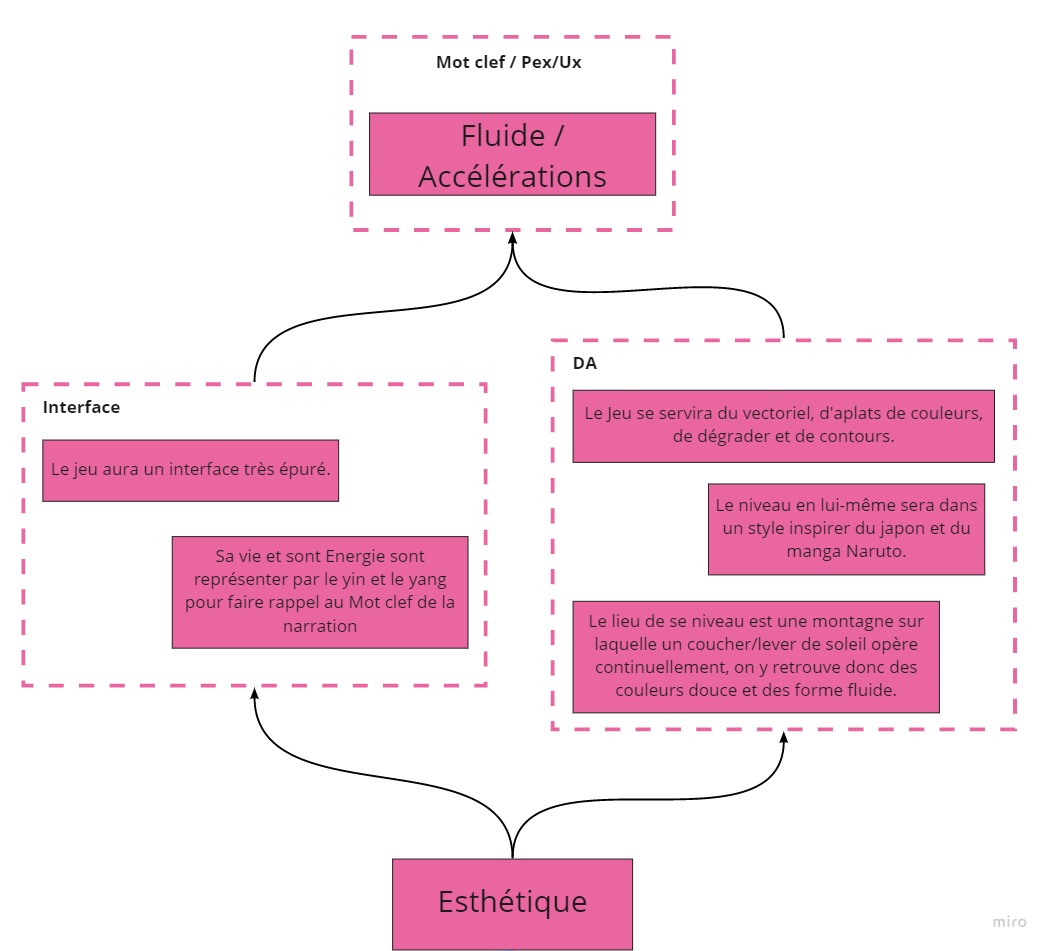 Mot clef / Pex/Ux
Fluide /
Accélérations
Interface
Le jeu aura un interface très épuré.
Sa vie et sont Energie sont
représenter par le yin et le yang
pour faire rappel au Mot clef de la
narration
DA
Le Jeu se servira du vectoriel, d'aplats de couleurs,
de dégrader et de contours.
Le niveau en lui-même sera dans
un style inspirer du japon et du
manga Naruto.
Le lieu de se niveau est une montagne sur
laquelle un coucher/lever de soleil opère
continuellement, on y retrouve donc des
couleurs douce et des forme fluide.
Esthétique
miro